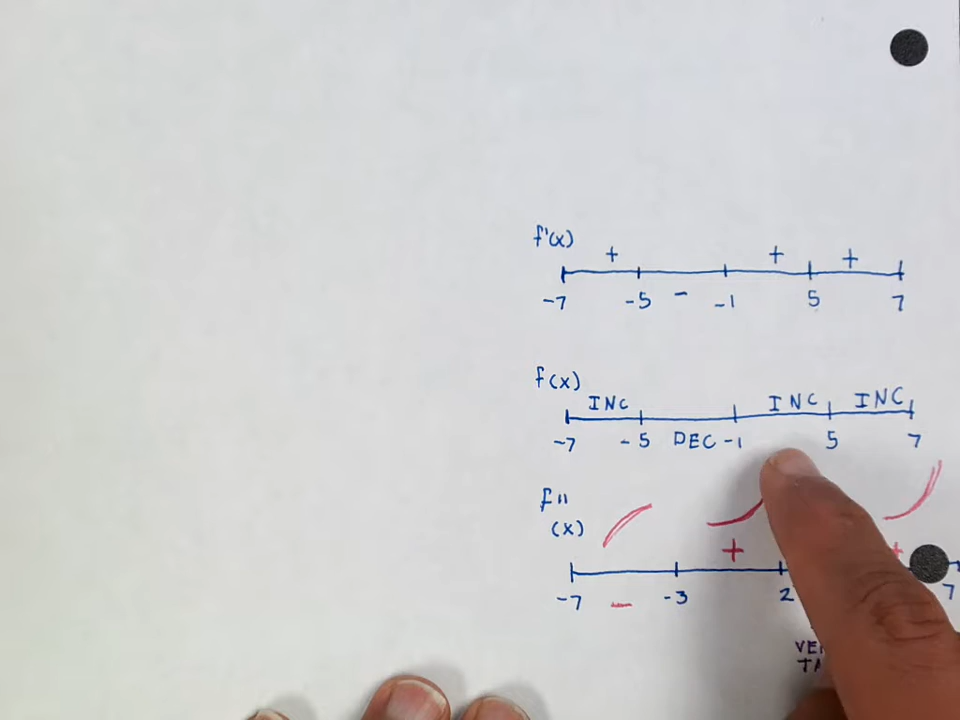 f'(x)
+ + +
-7 -5 - -1 5 7
f(x)
INC INC INC
-7 -5 DEC -1 5 7
f"
(x)
+ +
-7 - -3 2 7